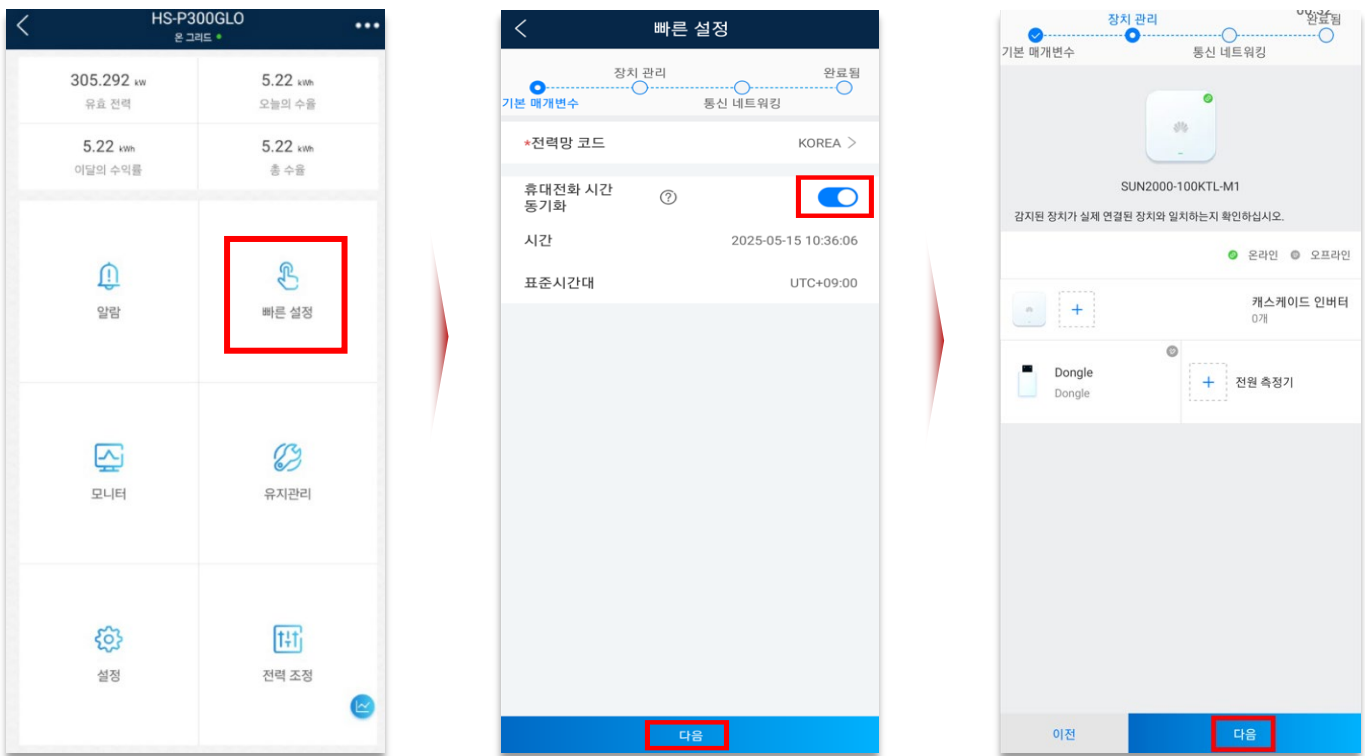 HS-P300GLO
온 그리드
305.292 kW
유효 전력
5.22 kWh
오늘의 수율
5.22 kWh
이달의 수익률
5.22 kWh
총 수율
알람
빠른 설정
모니터
유지관리
설정
전력 조정
빠른 설정
장치 관리
완료됨
기본 매개변수
통신 네트워킹
*전력망 코드
KOREA >
휴대전화 시간
동기화
?
시간
2025-05-15 10:36:06
표준시간대
UTC+09:00
다음
장치 관리
완료됨
기본 매개변수
통신 네트워킹
SUN2000-100KTL-M1
감지된 장치가 실제 연결된 장치와 일치하는지 확인하십시오.
온라인
오프라인
캐스케이드 인버터
0개
Dongle
Dongle
전원 측정기
이전
다음